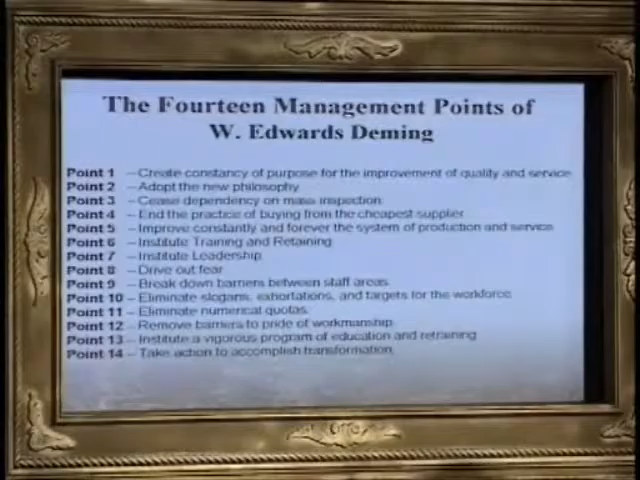 The Fourteen Management Points of
W. Edwards Deming
Point 1 – Create constancy of purpose for the improvement of quality and service
Point 2 – Adopt the new philosophy
Point 3 – Cease dependency on mass inspection
Point 4 – End the practice of buying from the cheapest supplier
Point 5 – Improve constantly and forever the system of production and service
Point 6 – Institute Training and Retaining
Point 7 – Institute Leadership
Point 8 – Drive out fear
Point 9 – Break down barriers between staff areas
Point 10 – Eliminate slogans, exhortations, and targets for the workforce
Point 11 – Eliminate numerical quotas
Point 12 – Remove barriers to pride of workmanship
Point 13 – Institute a vigorous program of education and retraining
Point 14 – Take action to accomplish transformation